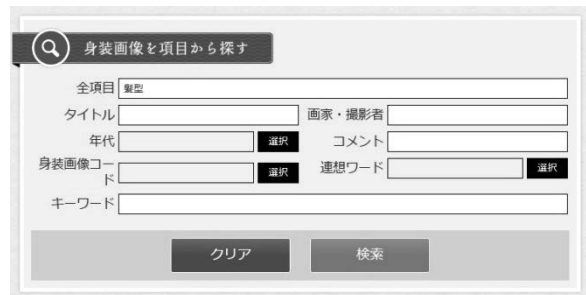 身装画像を項目から探す
全項目 髪型
タイトル 画家・撮影者
年代 選択 コメント
身装画像コー
ド 選択 連想ワード 選択
キーワード
クリア 検索